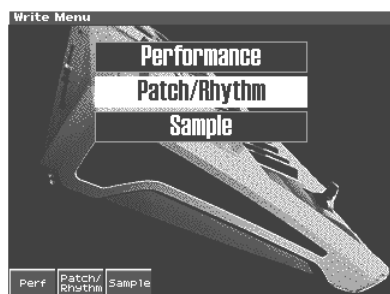 Write Menu
Performance
Patch/Rhythm
Sample
Perf
Patch/
Rhythm
Sample